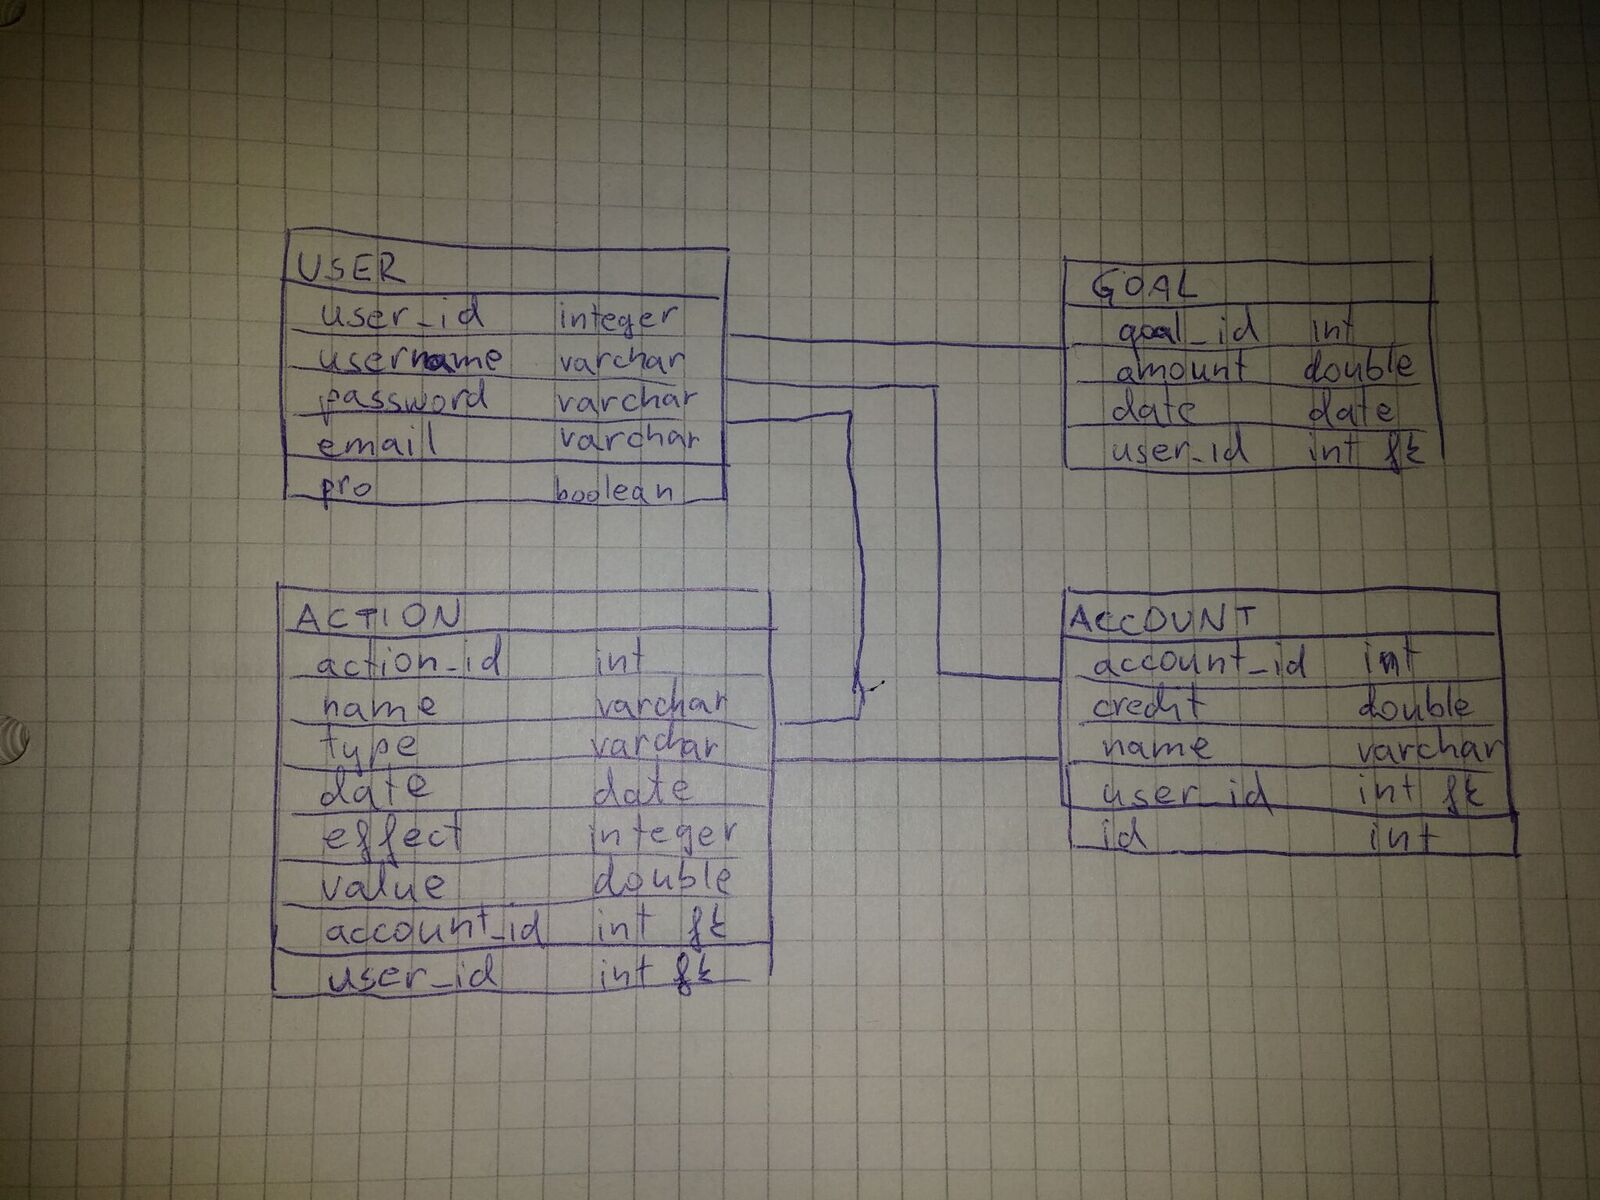 USER
user_id integer
username varchar
password varchar
email varchar
pro boolean
GOAL
goal_id int
amount double
date date
user_id int fk
ACTION
action_id int
name varchar
type varchar
date date
effect integer
value double
account_id int fk
user_id int fk
ACCOUNT
account_id int
credit double
name varchar
user_id int fk
id int